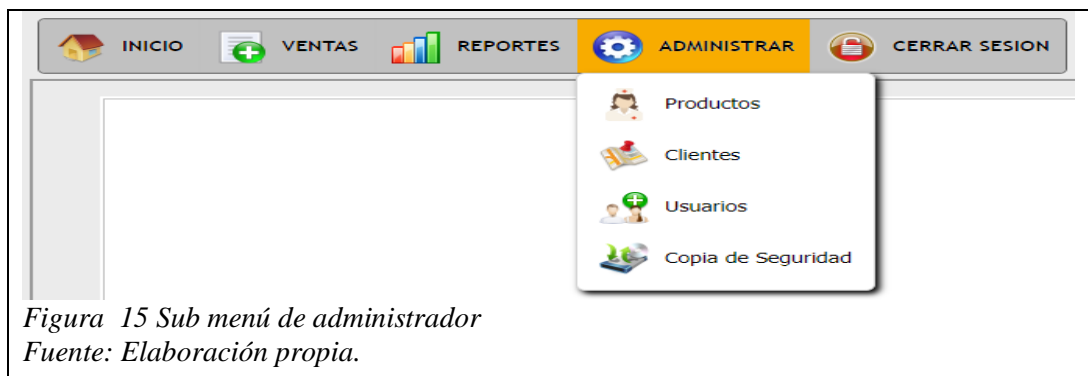 INICIO VENTAS REPORTES ADMINISTRAR CERRAR SESION
Productos
Clientes
Usuarios
Copia de Seguridad
Figura 15 Sub menú de administrador
Fuente: Elaboración propia.